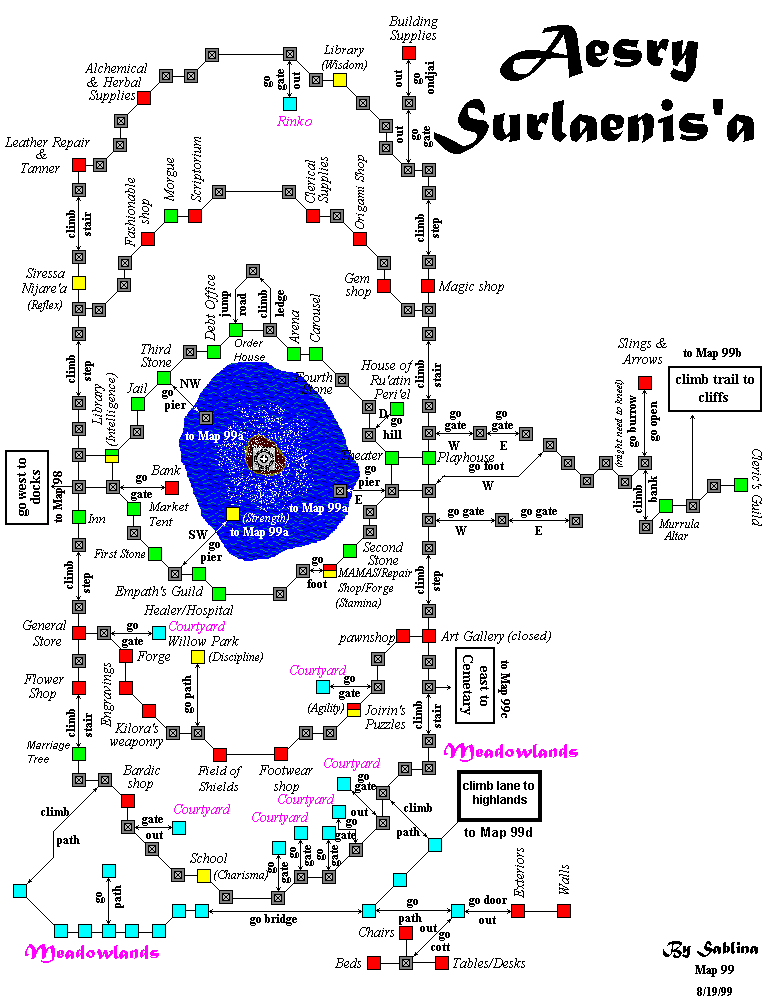 Aesry
Surlaenis'a
Building
Supplies
out
go
ondjai
out
go
gate
Library
(Wisdom)
go
gate
out
Rinko
Alchemical
& Herbal
Supplies
Leather Repair
&
Tanner
climb
stair
Fashionable
shop
Morgue
Scriptorium
Clerical
Supplies
Origami Shop
climb
step
Siressa
Nijare'a
(Reflex)
Gem
shop
Magic shop
Debt Office
jump
road
climb
ledge
Order
House
Arena
Carousel
Third
Stone
NW
go
pier
Fourth
Stone
House of
Ru'atin
Peri'el
D
go
hill
climb
step
climb
stair
Jail
Library
(Intelligence)
to Map 99a
Theater
Playhouse
go
gate
W
go
gate
E
Slings &
Arrows
(might need to kneel)
go burrow
go open
to Map 99b
climb trail to
cliffs
go west to
docks
to Map 98
Bank
go
gate
Market
Tent
go
pier
E
to Map 99a
go foot
W
climb
bank
Murrula
Altar
Cleric's Guild
Inn
(Strength)
to Map 99a
SW
go
pier
go gate
W
go gate
E
First Stone
Second
Stone
go
foot
MAMAS/Repair
Shop/Forge
(Stamina)
Empath's Guild
Healer/Hospital
climb
step
climb
step
General
Store
go
gate
Courtyard
Willow Park
(Discipline)
Forge
go path
pawnshop
Art Gallery (closed)
Courtyard
go
gate
east to
Cemetary
to Map 99c
Flower
Shop
Engravings
Kilora's
weaponry
(Agility)
Joirin's
Puzzles
climb
stair
climb
stair
Marriage
Tree
Field of
Shields
Footwear
shop
Meadowlands
Bardic
shop
Courtyard
go
gate
climb
path
gate
out
Courtyard
Courtyard
out
go
gate
Courtyard
go
gate
go
gate
go
gate
climb
path
climb lane to
highlands
to Map 99d
School
(Charisma)
go
path
go bridge
go
path
go door
out
Exteriors
Walls
out
go
cott
Chairs
Beds
Tables/Desks
Meadowlands
By Sablina
Map 99
8/19/99